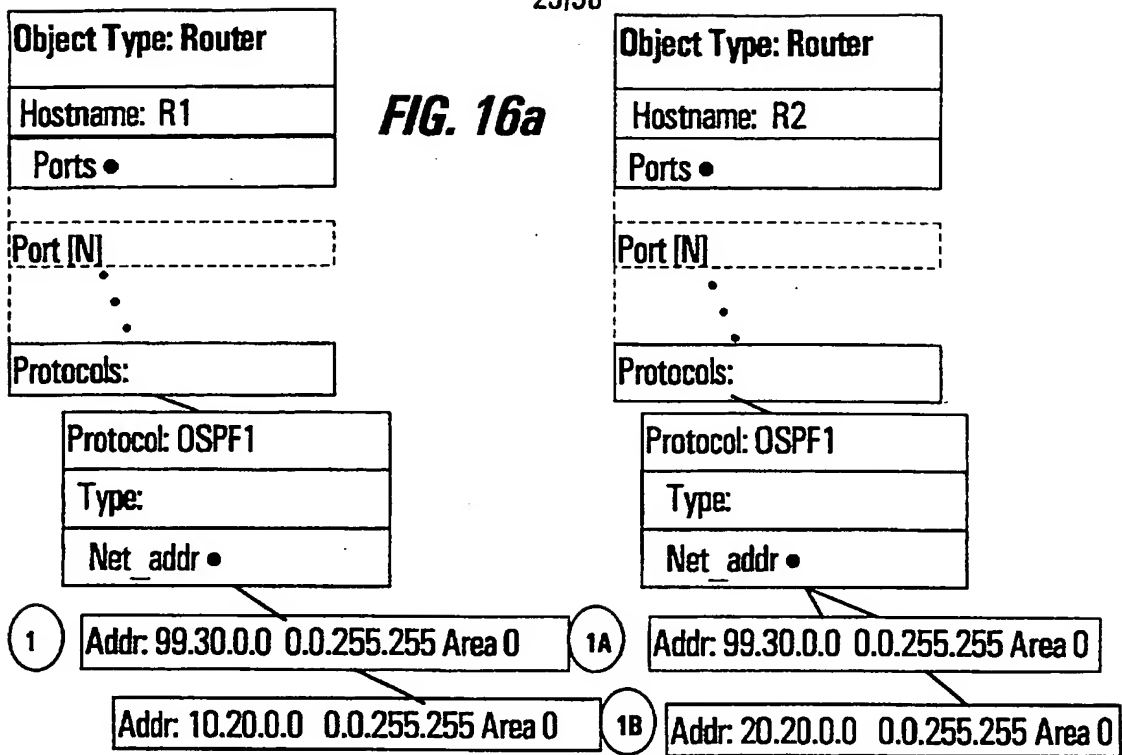 Object Type: Router
Hostname: R1
Ports
Port [N]
Protocols:
Protocol: OSPF1
Type:
Net_addr
1
Addr: 99.30.0.0 0.0.255.255 Area 0
Addr: 10.20.0.0 0.0.255.255 Area 0
FIG. 16a
Object Type: Router
Hostname: R2
Ports
Port [N]
Protocols:
Protocol: OSPF1
Type:
Net_addr
1A
Addr: 99.30.0.0 0.0.255.255 Area 0
1B
Addr: 20.20.0.0 0.0.255.255 Area 0